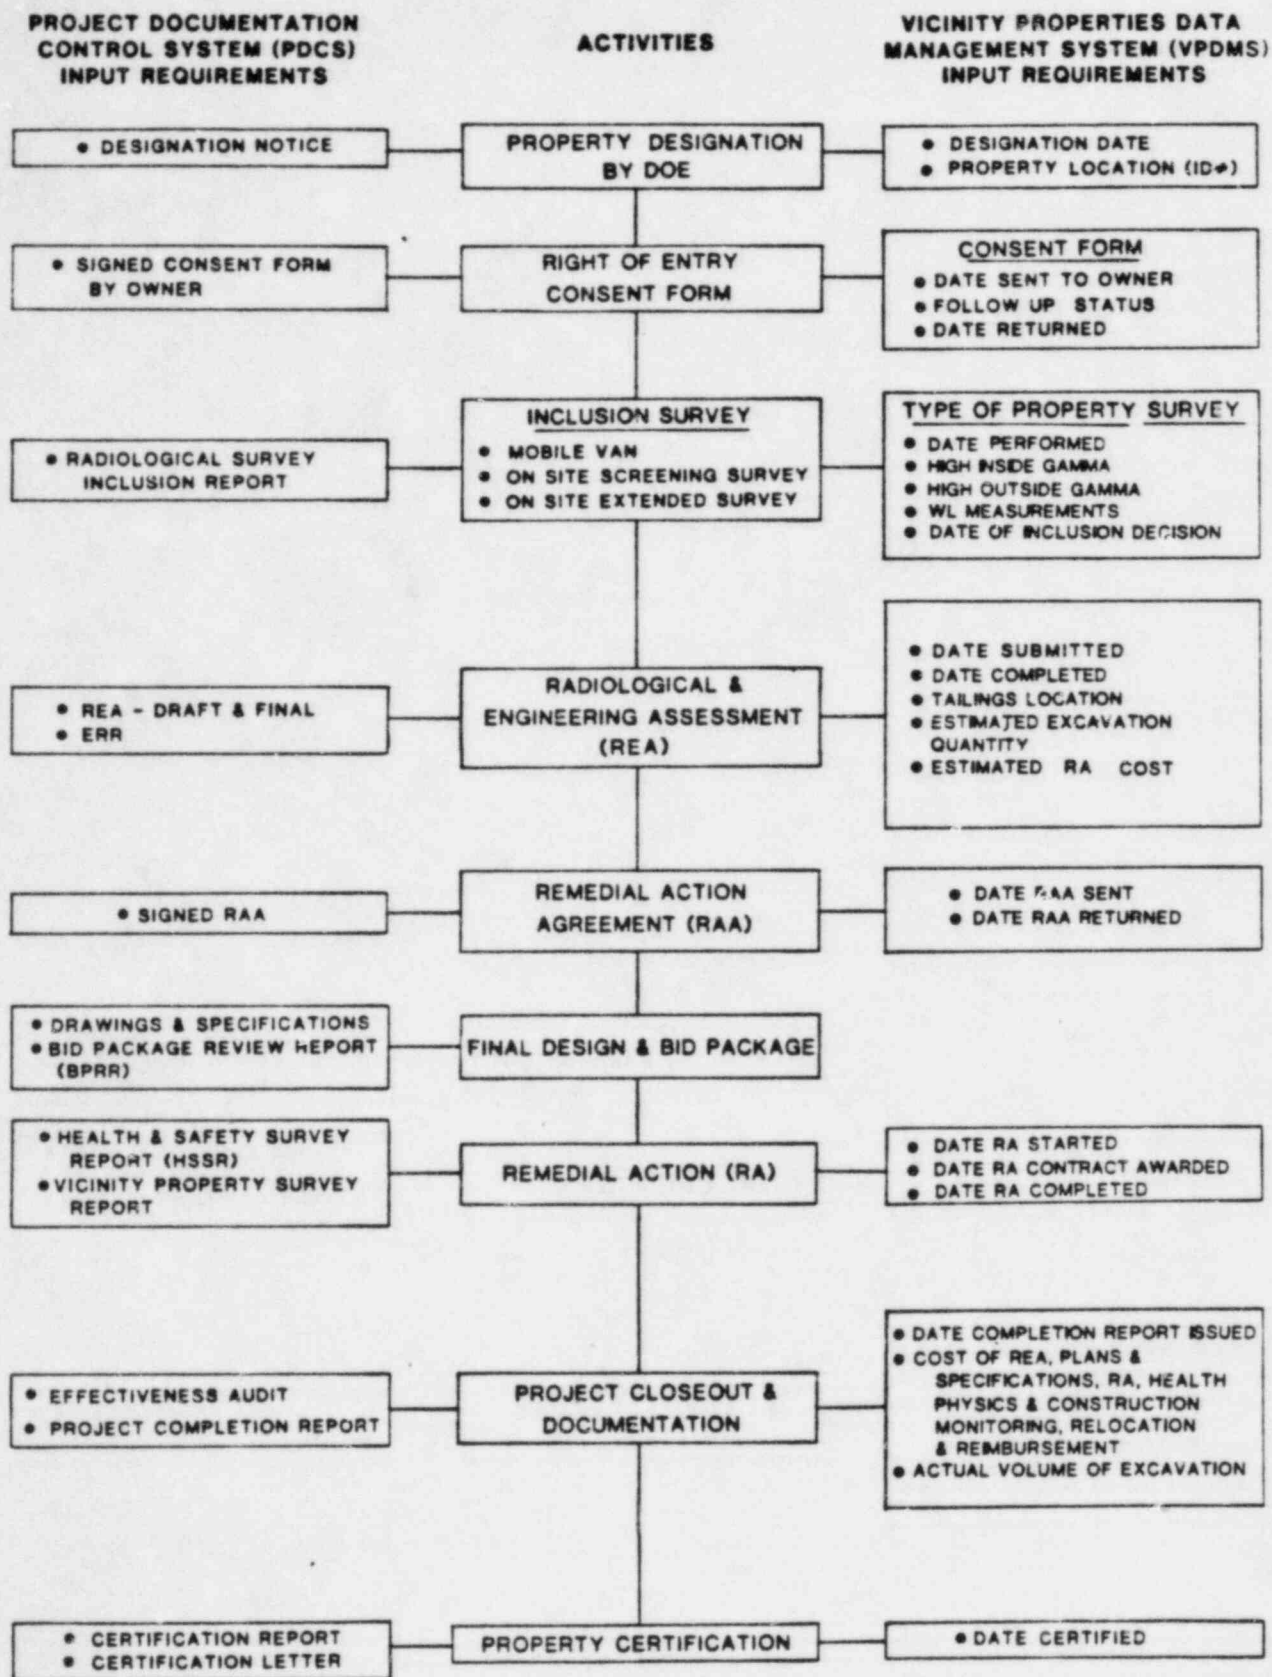 PROJECT DOCUMENTATION
CONTROL SYSTEM (PDCS)
INPUT REQUIREMENTS
ACTIVITIES
VICINITY PROPERTIES DATA
MANAGEMENT SYSTEM (VPDMS)
INPUT REQUIREMENTS
• DESIGNATION NOTICE
PROPERTY DESIGNATION
BY DOE
• DESIGNATION DATE
• PROPERTY LOCATION (ID#)
• SIGNED CONSENT FORM
BY OWNER
RIGHT OF ENTRY
CONSENT FORM
CONSENT FORM
• DATE SENT TO OWNER
• FOLLOW UP STATUS
• DATE RETURNED
• RADIOLOGICAL SURVEY
INCLUSION REPORT
INCLUSION SURVEY
• MOBILE VAN
• ON SITE SCREENING SURVEY
• ON SITE EXTENDED SURVEY
TYPE OF PROPERTY SURVEY
• DATE PERFORMED
• HIGH INSIDE GAMMA
• HIGH OUTSIDE GAMMA
• WL MEASUREMENTS
• DATE OF INCLUSION DECISION
• REA - DRAFT & FINAL
• ERR
RADIOLOGICAL &
ENGINEERING ASSESSMENT
(REA)
• DATE SUBMITTED
• DATE COMPLETED
• TAILINGS LOCATION
• ESTIMATED EXCAVATION
QUANTITY
• ESTIMATED RA COST
• SIGNED RAA
REMEDIAL ACTION
AGREEMENT (RAA)
• DATE RAA SENT
• DATE RAA RETURNED
• DRAWINGS & SPECIFICATIONS
• BID PACKAGE REVIEW REPORT
(BPRR)
FINAL DESIGN & BID PACKAGE
• HEALTH & SAFETY SURVEY
REPORT (HSSR)
• VICINITY PROPERTY SURVEY
REPORT
REMEDIAL ACTION (RA)
• DATE RA STARTED
• DATE RA CONTRACT AWARDED
• DATE RA COMPLETED
• EFFECTIVENESS AUDIT
• PROJECT COMPLETION REPORT
PROJECT CLOSEOUT &
DOCUMENTATION
• DATE COMPLETION REPORT ISSUED
• COST OF REA, PLANS &
SPECIFICATIONS, RA, HEALTH
PHYSICS & CONSTRUCTION
MONITORING, RELOCATION
& REIMBURSEMENT
• ACTUAL VOLUME OF EXCAVATION
• CERTIFICATION REPORT
• CERTIFICATION LETTER
PROPERTY CERTIFICATION
• DATE CERTIFIED